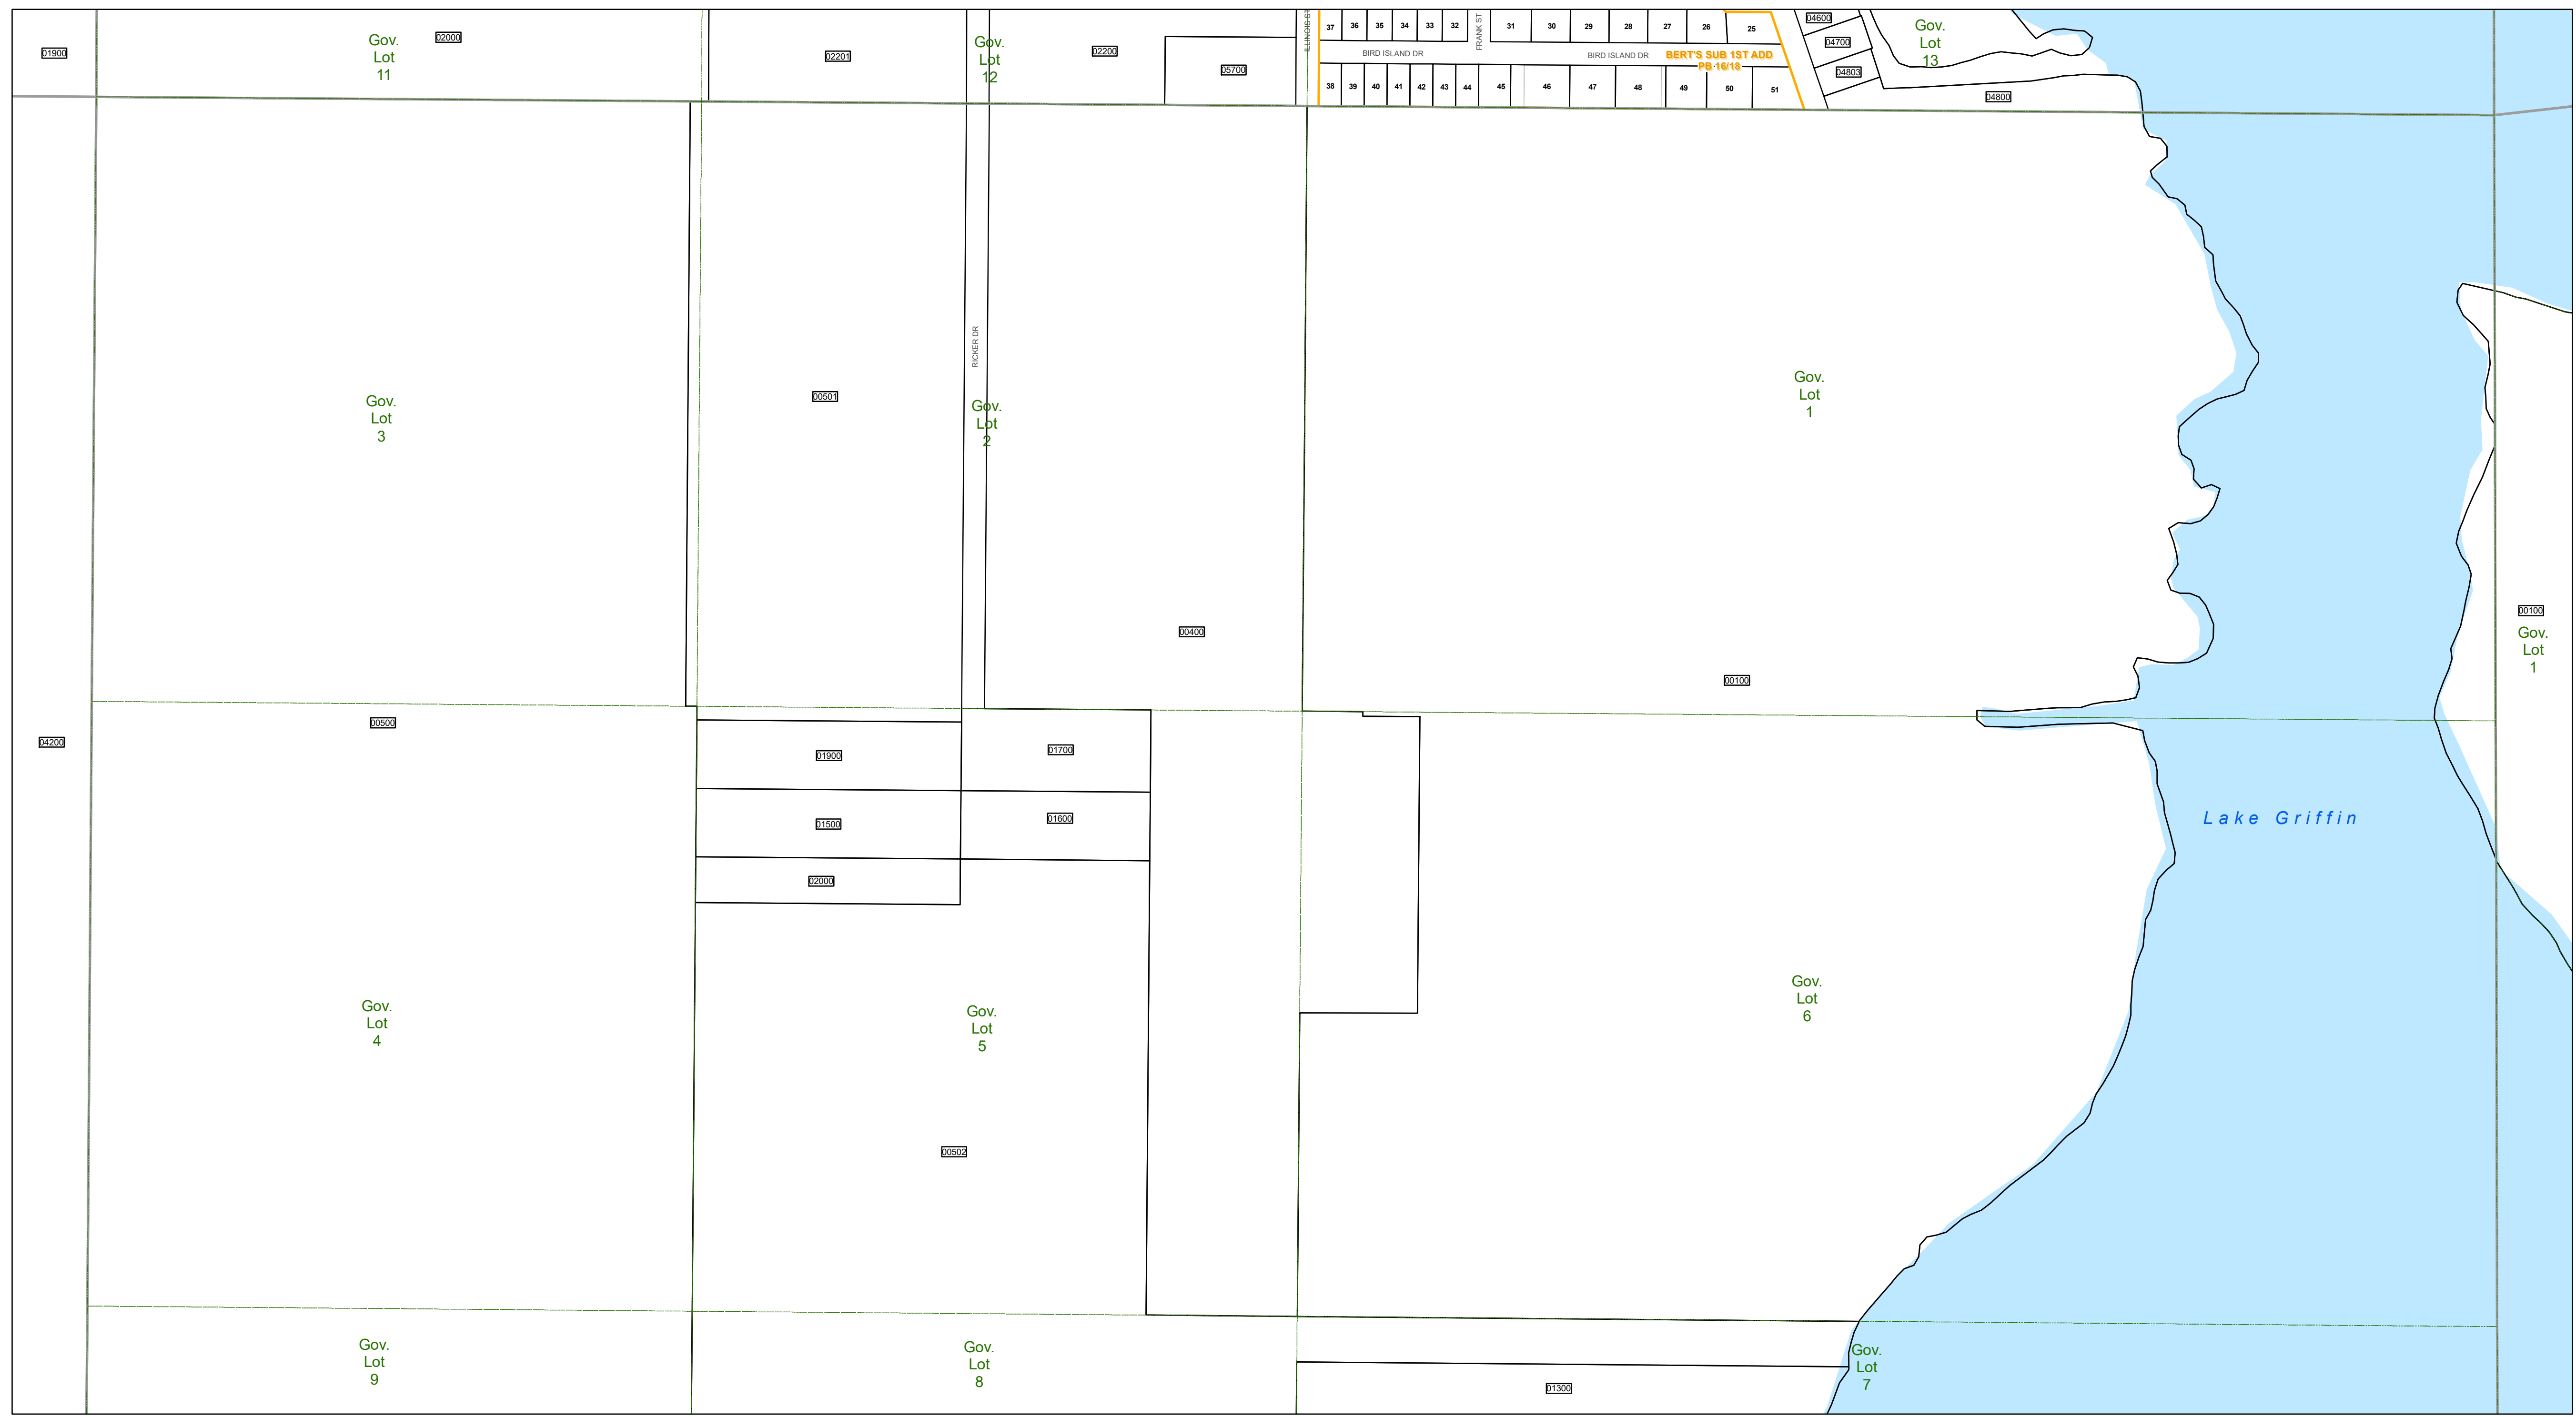 01900
Gov.
Lot
11
02000
02201
Gov.
Lot
12
02200
05700
ILLINOIS ST
37 36 35 34 33 32
FRANK ST
31 30 29 28 27 26 25
BIRD ISLAND DR
BIRD ISLAND DR
BERT'S SUB 1ST ADD
PB 16/18
38 39 40 41 42 43 44 45 46 47 48 49 50 51
04600
04700
04803
Gov.
Lot
13
04800
Gov.
Lot
3
00501
RICKER DR
Gov.
Lot
2
00400
Gov.
Lot
1
00100
00100
Gov.
Lot
1
04200
00500
01900
01700
01500
01600
02000
Lake Griffin
Gov.
Lot
4
Gov.
Lot
5
Gov.
Lot
6
00502
Gov.
Lot
9
Gov.
Lot
8
01300
Gov.
Lot
7